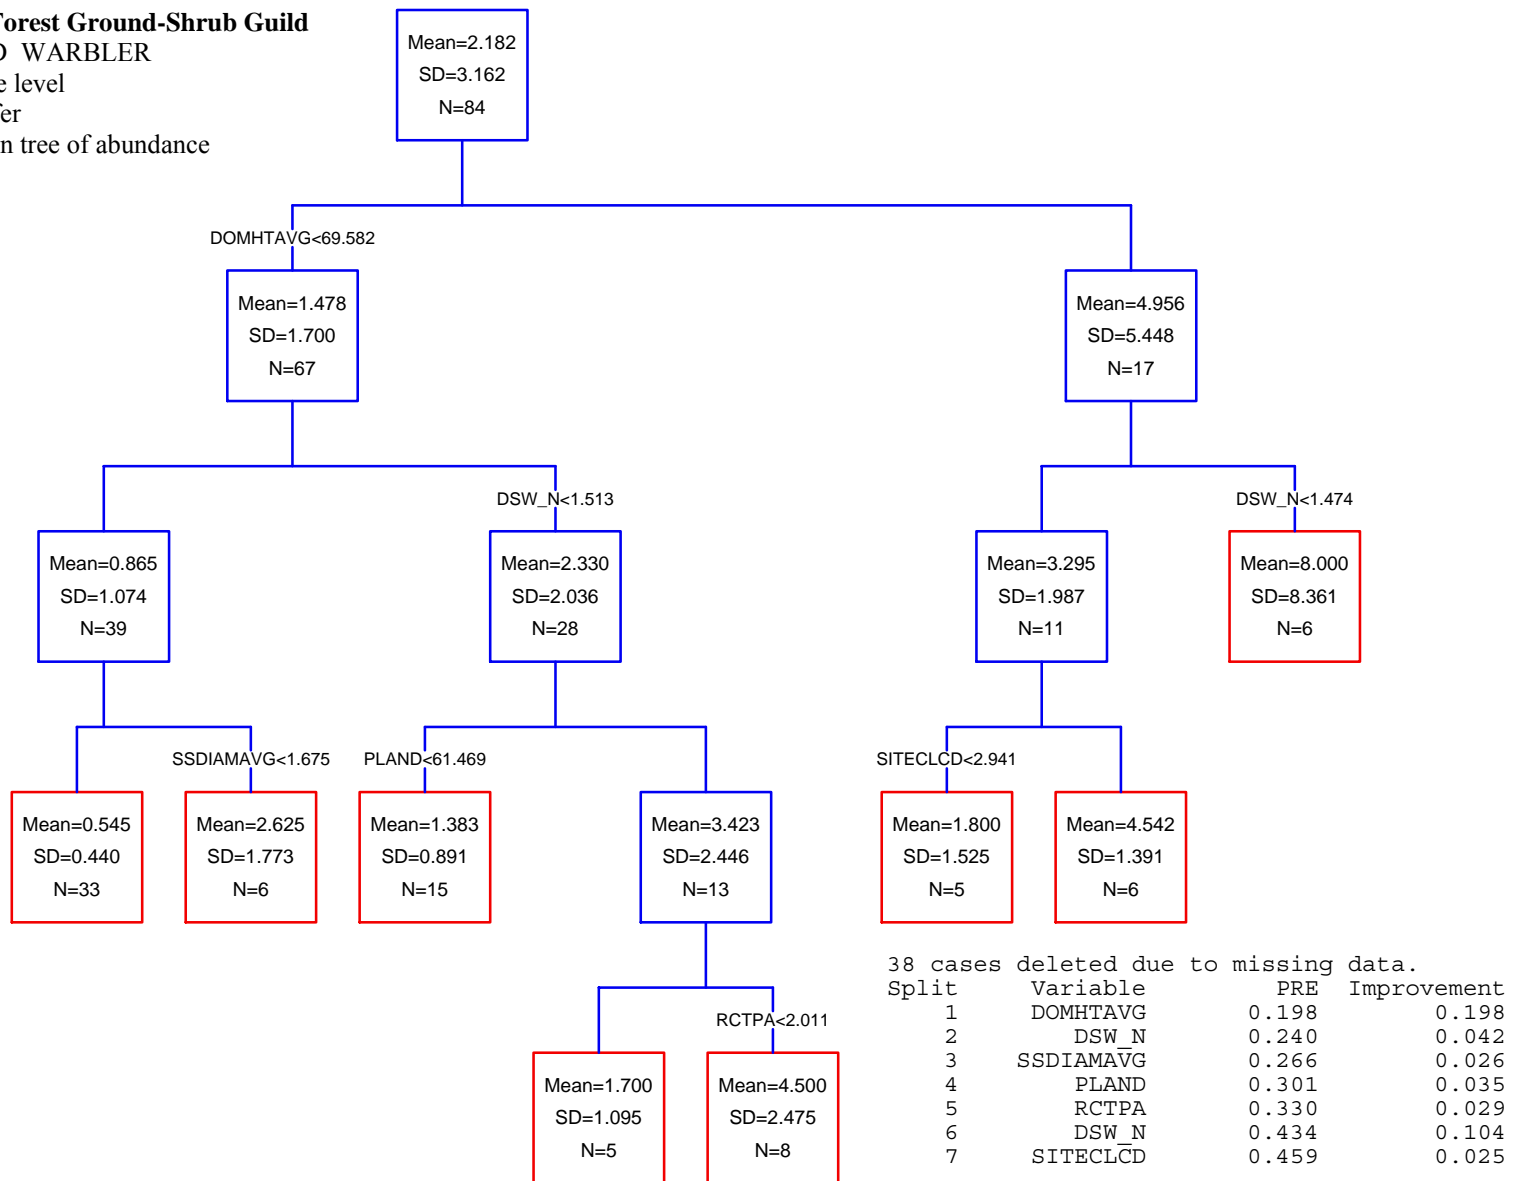 Forest Ground-Shrub Guild
WARBLER
level
tree of abundance
Mean=2.182
SD=3.162
N=84
DOMHTAVG<69.582
Mean=1.478
SD=1.700
N=67
Mean=4.956
SD=5.448
N=17
DSW_N<1.513
DSW_N<1.474
Mean=0.865
SD=1.074
N=39
Mean=2.330
SD=2.036
N=28
Mean=3.295
SD=1.987
N=11
Mean=8.000
SD=8.361
N=6
SSDIAMAVG<1.675
PLAND<61.469
SITECLCD<2.941
Mean=0.545
SD=0.440
N=33
Mean=2.625
SD=1.773
N=6
Mean=1.383
SD=0.891
N=15
Mean=3.423
SD=2.446
N=13
Mean=1.800
SD=1.525
N=5
Mean=4.542
SD=1.391
N=6
RCTPA<2.011
Mean=1.700
SD=1.095
N=5
Mean=4.500
SD=2.475
N=8
38 cases deleted due to missing data.
Split Variable PRE Improvement
1 DOMHTAVG 0.198 0.198
2 DSW_N 0.240 0.042
3 SSDIAMAVG 0.266 0.026
4 PLAND 0.301 0.035
5 RCTPA 0.330 0.029
6 DSW_N 0.434 0.104
7 SITECLCD 0.459 0.025